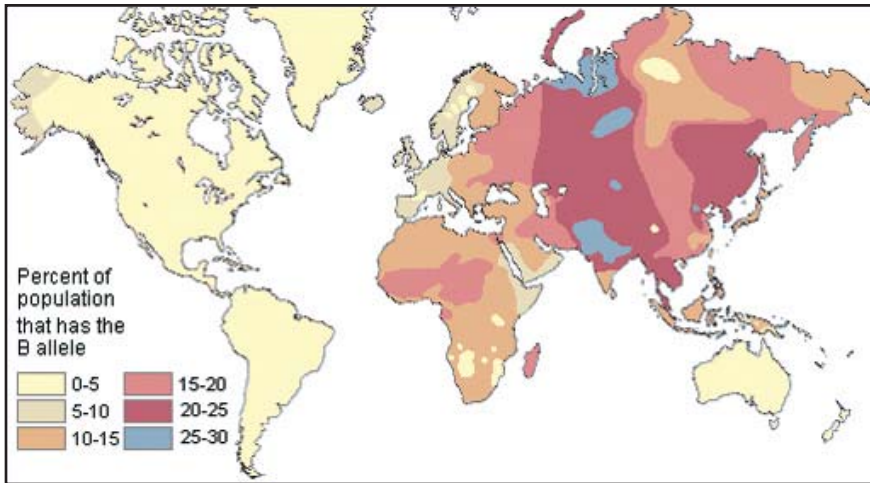 Percent of
population
that has the
B allele
0-5
15-20
5-10
20-25
10-15
25-30